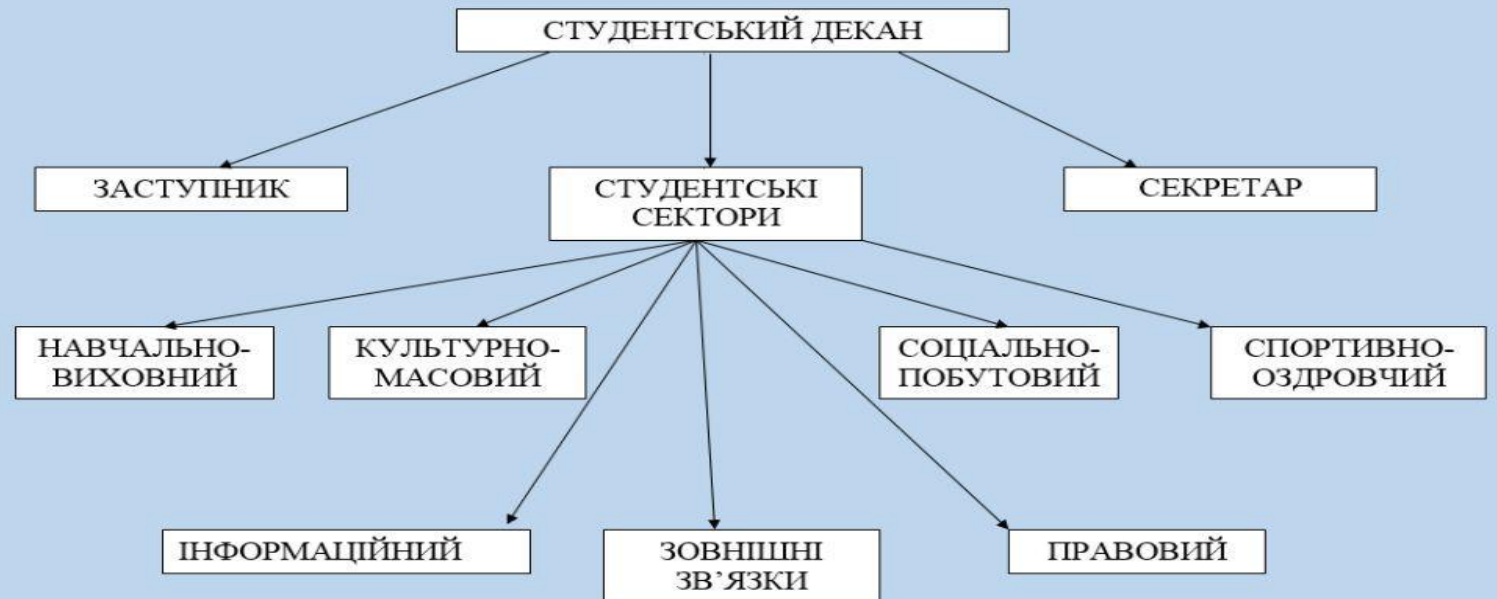 СТУДЕНТСЬКИЙ ДЕКАН
ЗАСТУПНИК
СТУДЕНТСЬКІ
СЕКТОРИ
СЕКРЕТАР
НАВЧАЛЬНО-
ВИХОВНИЙ
КУЛЬТУРНО-
МАСОВИЙ
СОЦІАЛЬНО-
ПОБУТОВИЙ
СПОРТИВНО-
ОЗДРОВЧИЙ
ІНФОРМАЦІЙНИЙ
ЗОВНІШНІ
ЗВ’ЯЗКИ
ПРАВОВИЙ